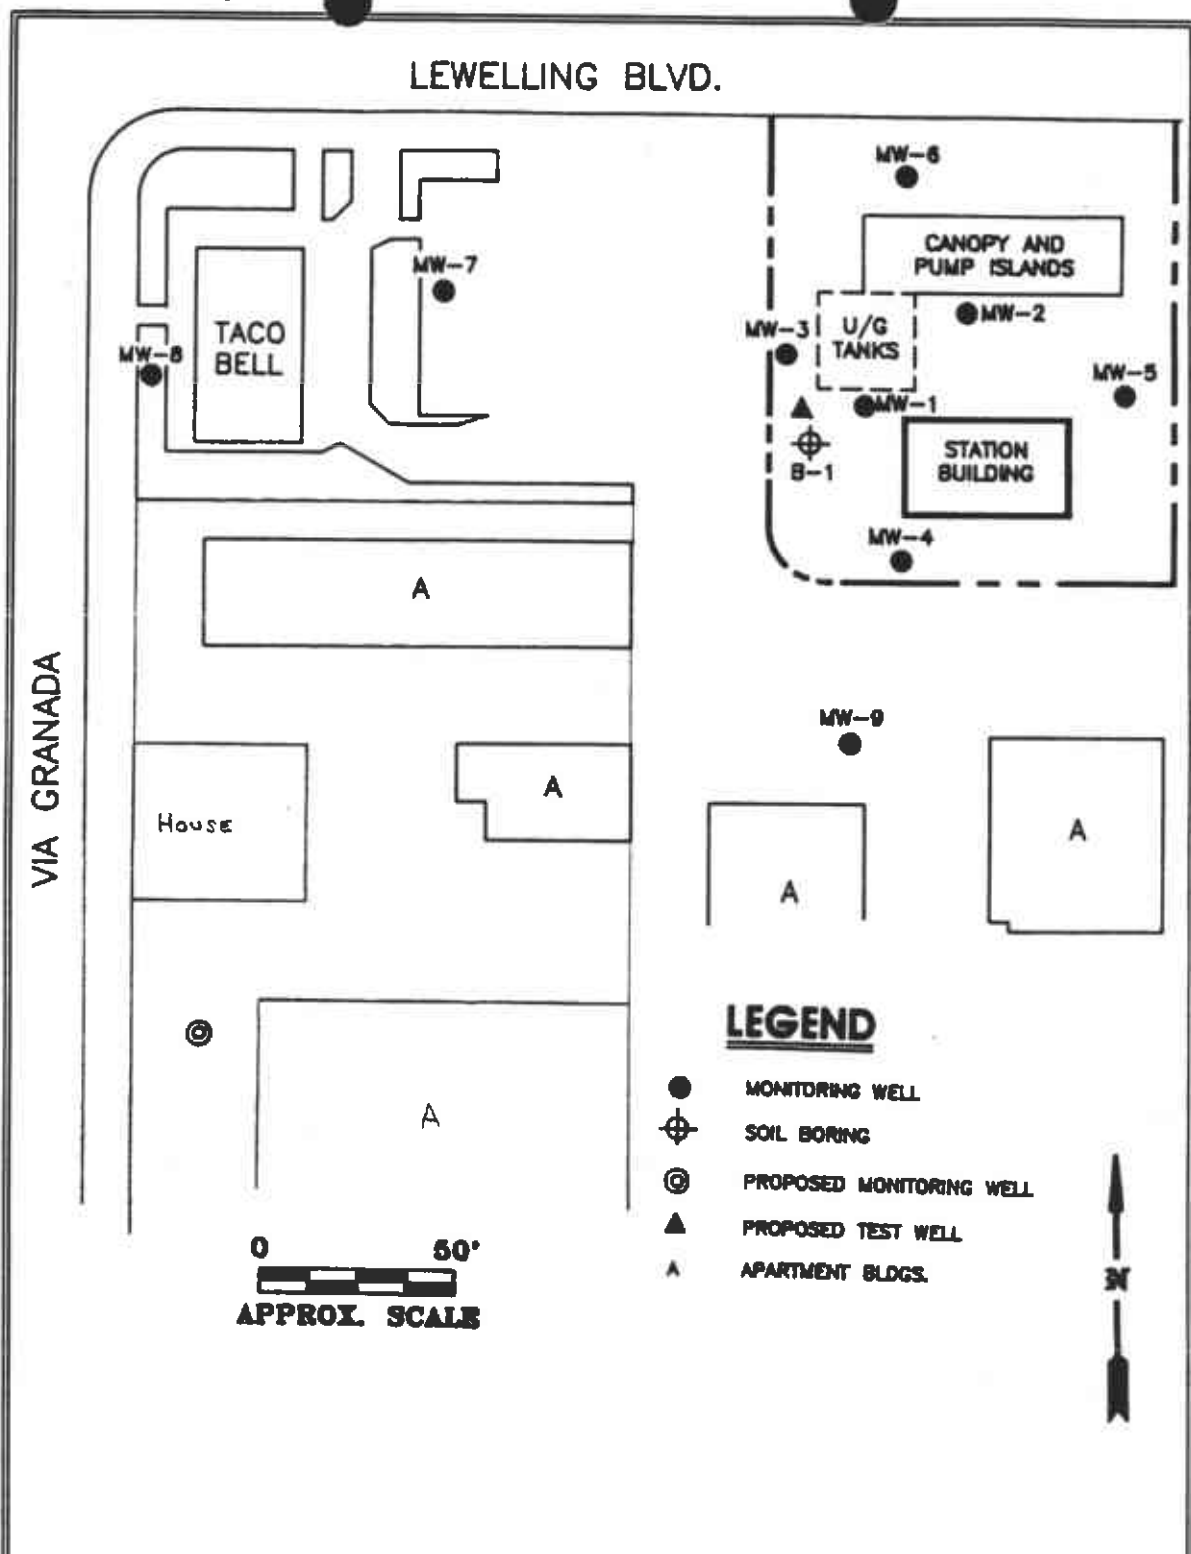 LEWELLING BLVD.
MW-6
CANOPY AND
PUMP ISLANDS
MW-7
MW-2
MW-3
U/G
TANKS
TACO
BELL
MW-8
MW-5
MW-1
STATION
BUILDING
B-1
MW-4
A
VIA GRANADA
MW-9
A
House
A
A
LEGEND
MONITORING WELL
A
SOIL BORING
PROPOSED MONITORING WELL
PROPOSED TEST WELL
A APARTMENT BLDGS.
0 50'
APPROX. SCALE
N